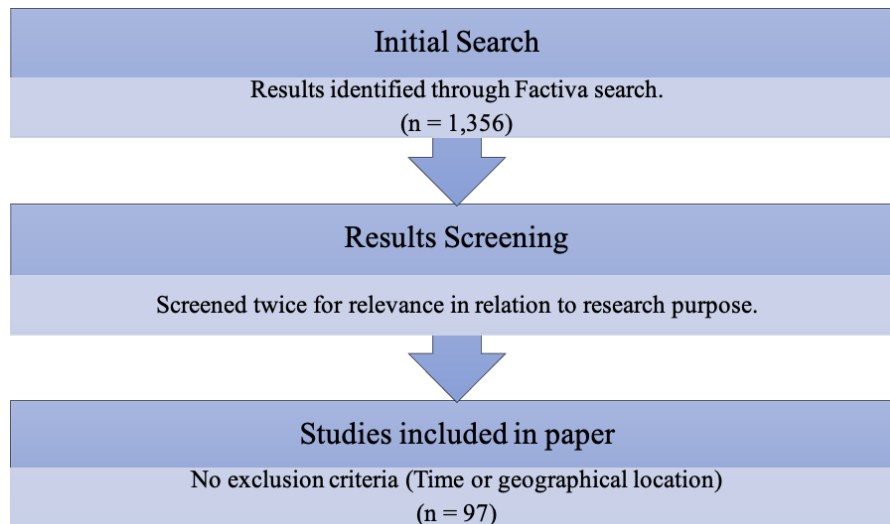 Initial Search
Results identified through Factiva search.
(n = 1,356)
Results Screening
Screened twice for relevance in relation to research purpose.
Studies included in paper
No exclusion criteria (Time or geographical location)
(n = 97)